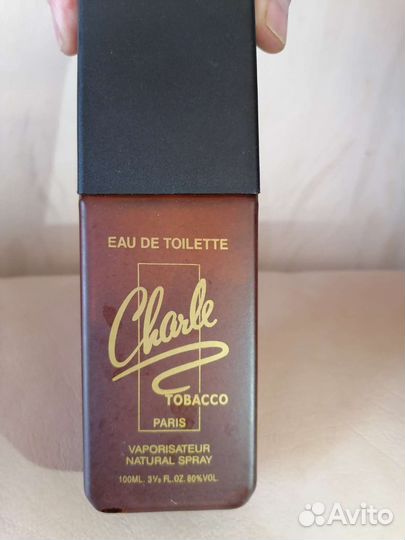 EAU DE TOILETTE
Charle
TOBACCO
PARIS
VAPORISATEUR
NATURAL SPRAY
100ML. 3⅓ FL.OZ. 80%VOL.
Avito